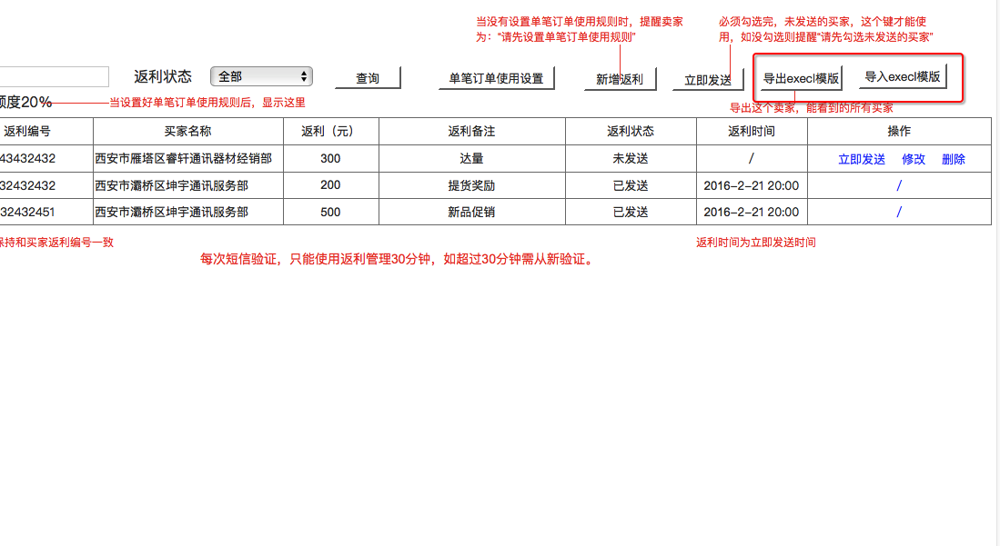 当没有设置单笔订单使用规则时，提醒卖家
为：“请先设置单笔订单使用规则”
必须勾选完，未发送的买家，这个键才能使
用，如没勾选则提醒“请先勾选未发送的买家”
返利状态 全部 查询 单笔订单使用设置 新增返利 立即发送 导出execl模版 导入execl模版
额度20% 当设置好单笔订单使用规则后，显示这里
导出这个卖家，能看到的所有买家
返利编号 买家名称 返利（元） 返利备注 返利状态 返利时间 操作
43432432 西安市雁塔区睿轩通讯器材经销部 300 达量 未发送 / 立即发送 修改 删除
32432432 西安市灞桥区坤宇通讯服务部 200 提货奖励 已发送 2016-2-21 20:00 /
32432451 西安市灞桥区坤宇通讯服务部 500 新品促销 已发送 2016-2-21 20:00 /
保持和买家返利编号一致 返利时间为立即发送时间
每次短信验证，只能使用返利管理30分钟，如超过30分钟需从新验证。